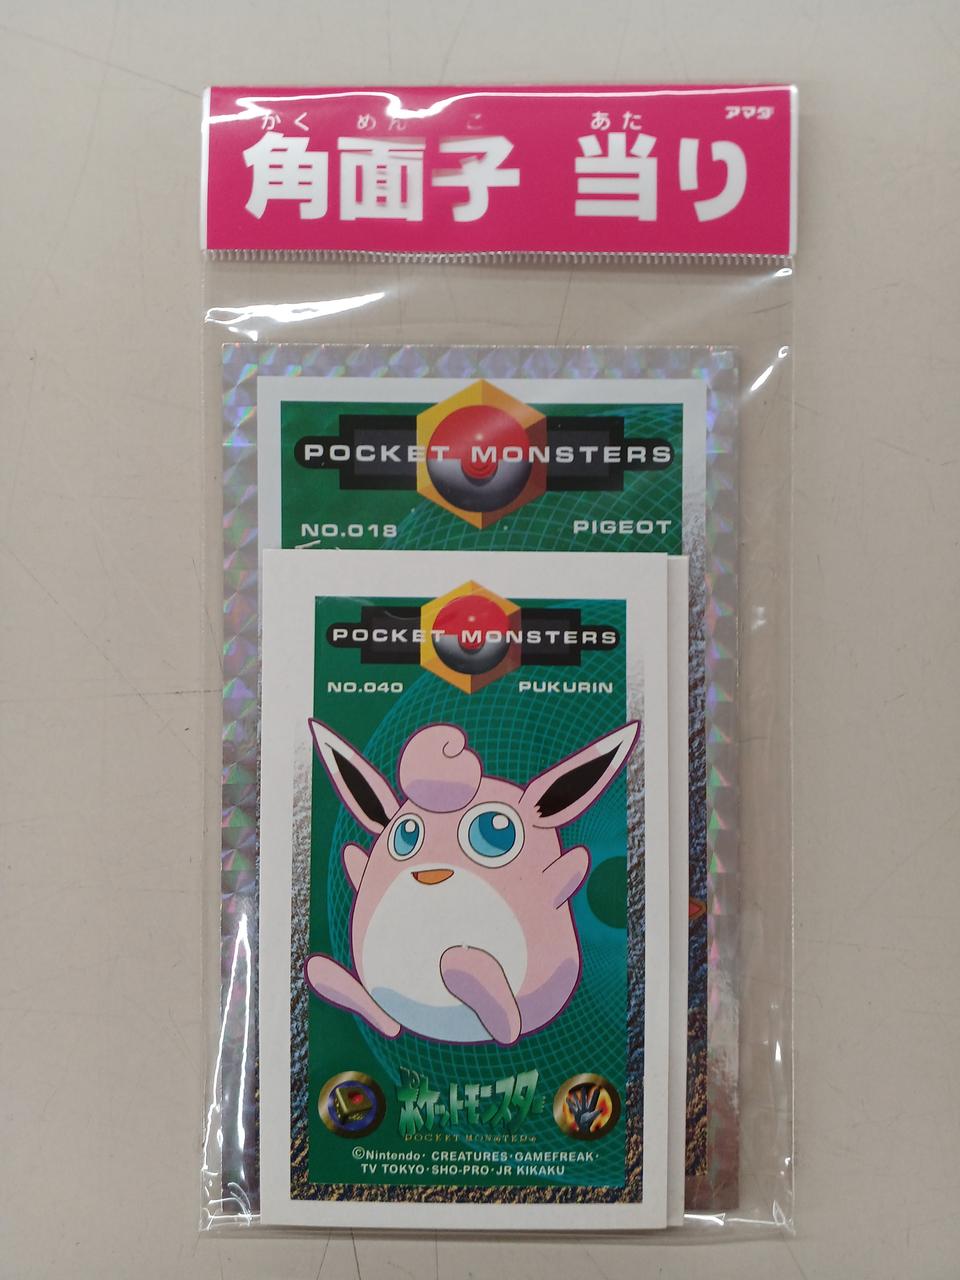 アマダ
かく めんこ あた
角面子 当り
POCKET MONSTERS
NO.018 PIGEOT
POCKET MONSTERS
NO.040 PUKURIN
ポケットモンスター
POCKET MONSTERS
©Nintendo· CREATURES·GAMEFREAK·
TV TOKYO·SHO-PRO·JR KIKAKU